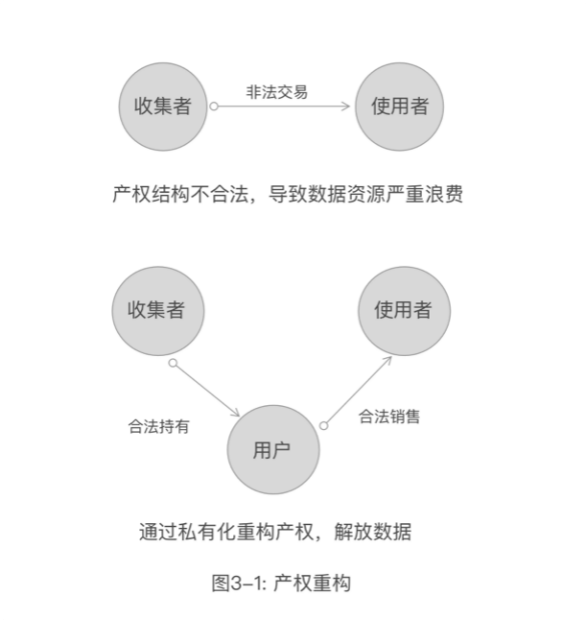 收集者
非法交易
使用者
产权结构不合法，导致数据资源严重浪费
收集者
使用者
合法持有
合法销售
用户
通过私有化重构产权，解放数据
图3-1: 产权重构